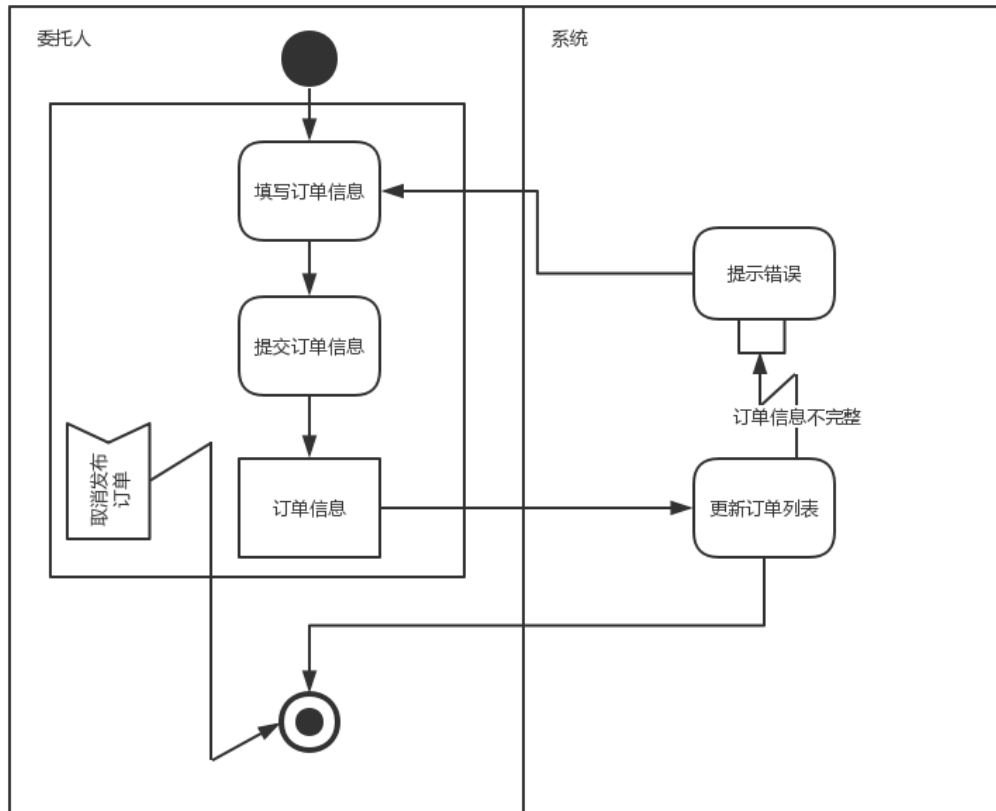 委托人
系统
填写订单信息
提示错误
提交订单信息
订单信息不完整
取消发布
订单
订单信息
更新订单列表